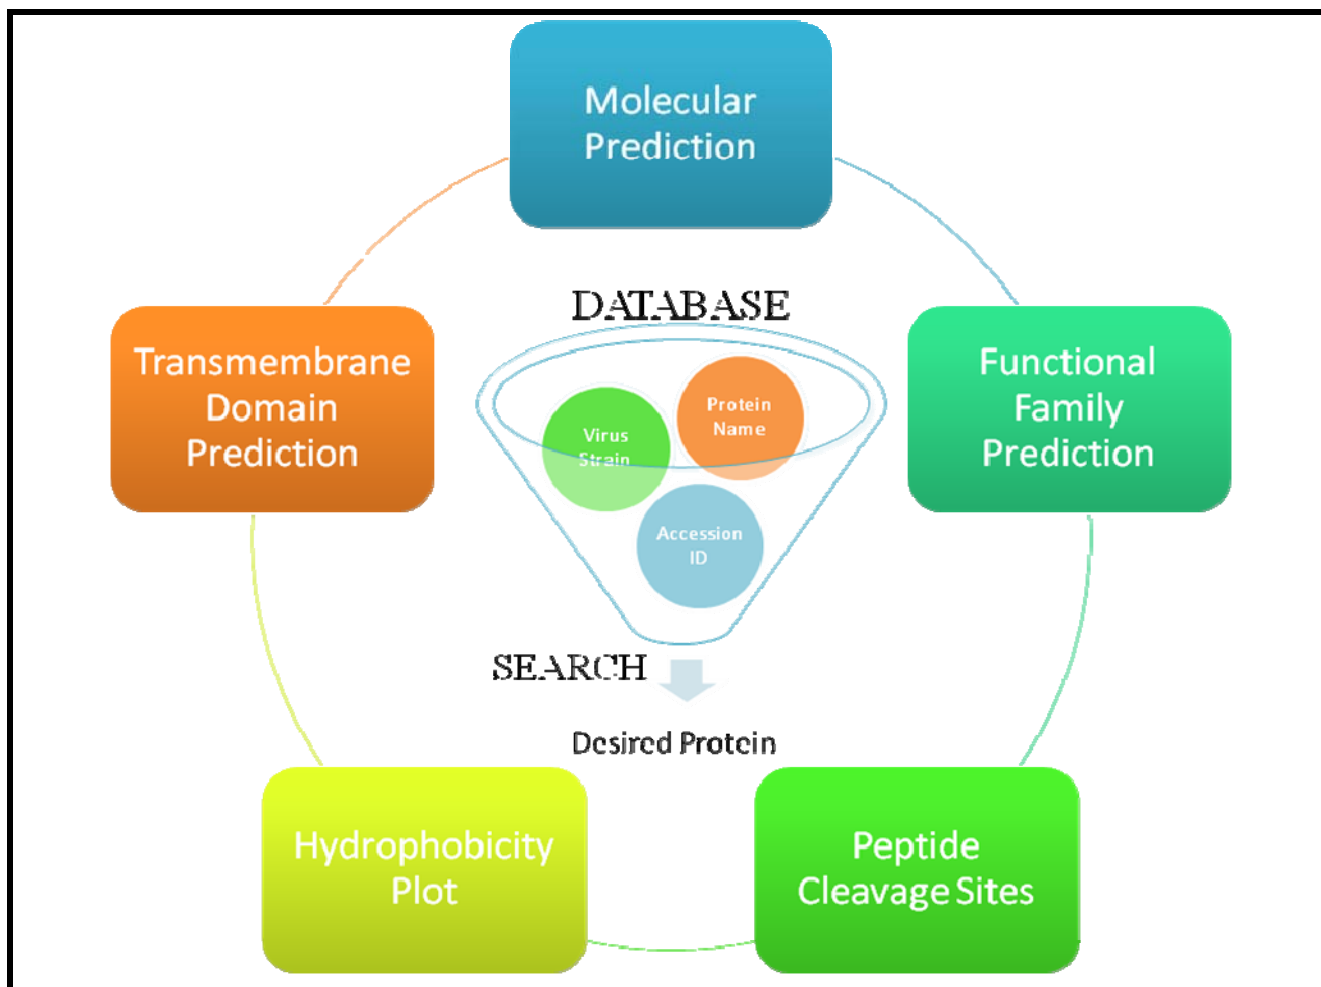 Molecular
Prediction
DATABASE
Transmembrane
Domain
Prediction
Functional
Family
Prediction
Protein
Name
Virus
Strain
Accession
ID
SEARCH
Desired Protein
Hydrophobicity
Plot
Peptide
Cleavage Sites